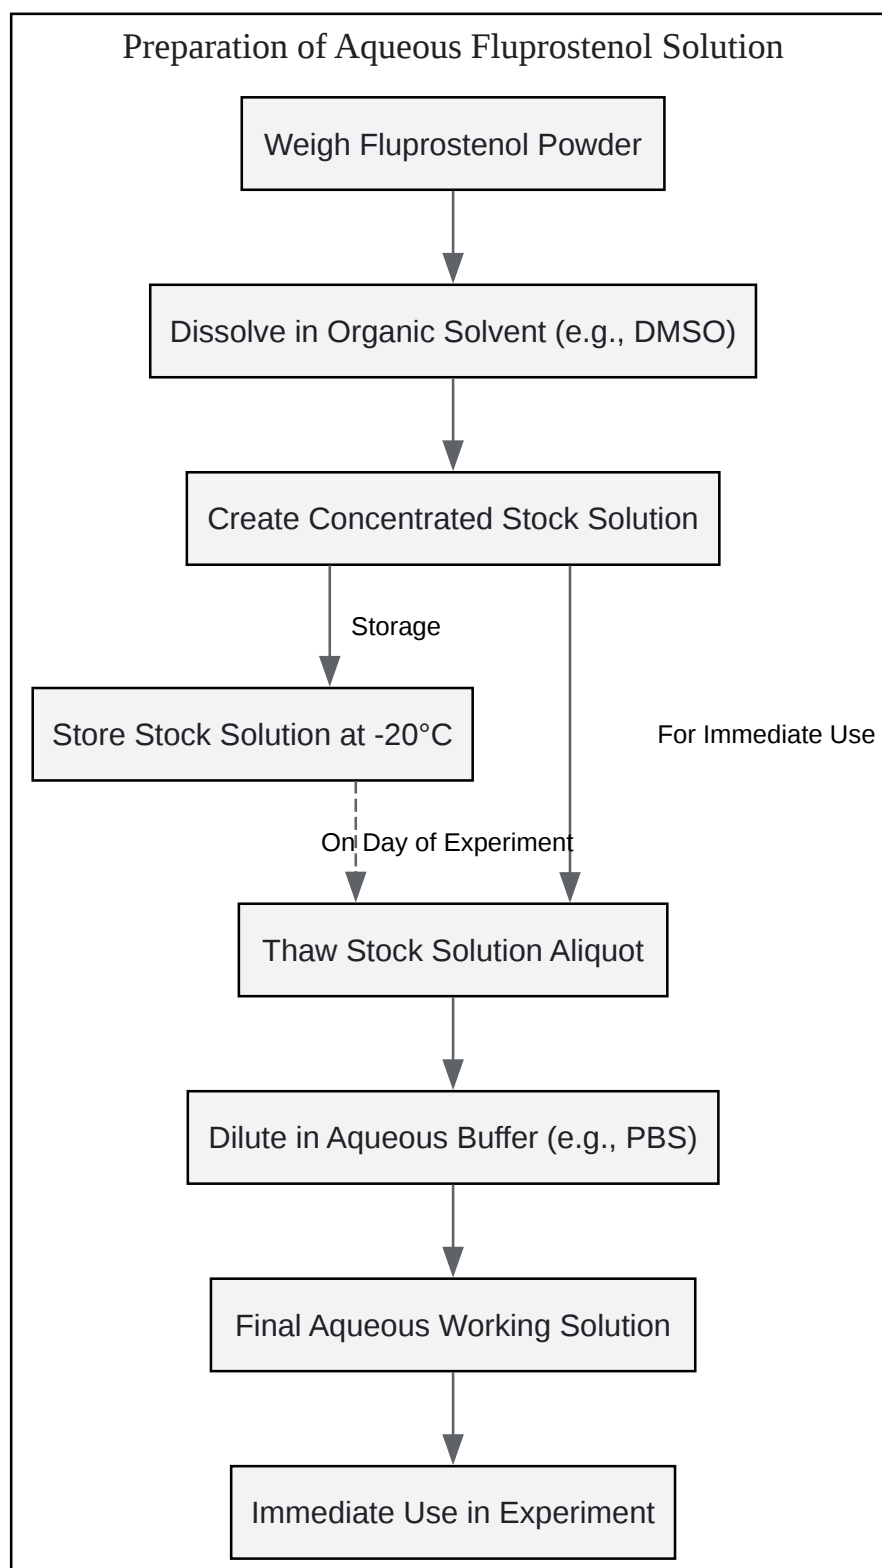 Preparation of Aqueous Fluprostenol Solution
Weigh Fluprostenol Powder
Dissolve in Organic Solvent (e.g., DMSO)
Create Concentrated Stock Solution
Storage
Store Stock Solution at -20°C
For Immediate Use
On Day of Experiment
Thaw Stock Solution Aliquot
Dilute in Aqueous Buffer (e.g., PBS)
Final Aqueous Working Solution
Immediate Use in Experiment